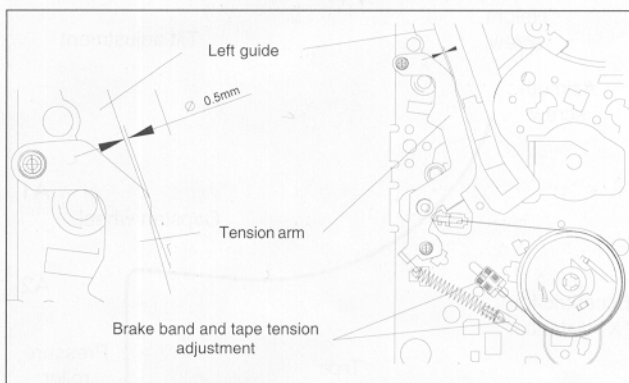 Left guide
∅ 0.5mm
Tension arm
Brake band and tape tension
adjustment